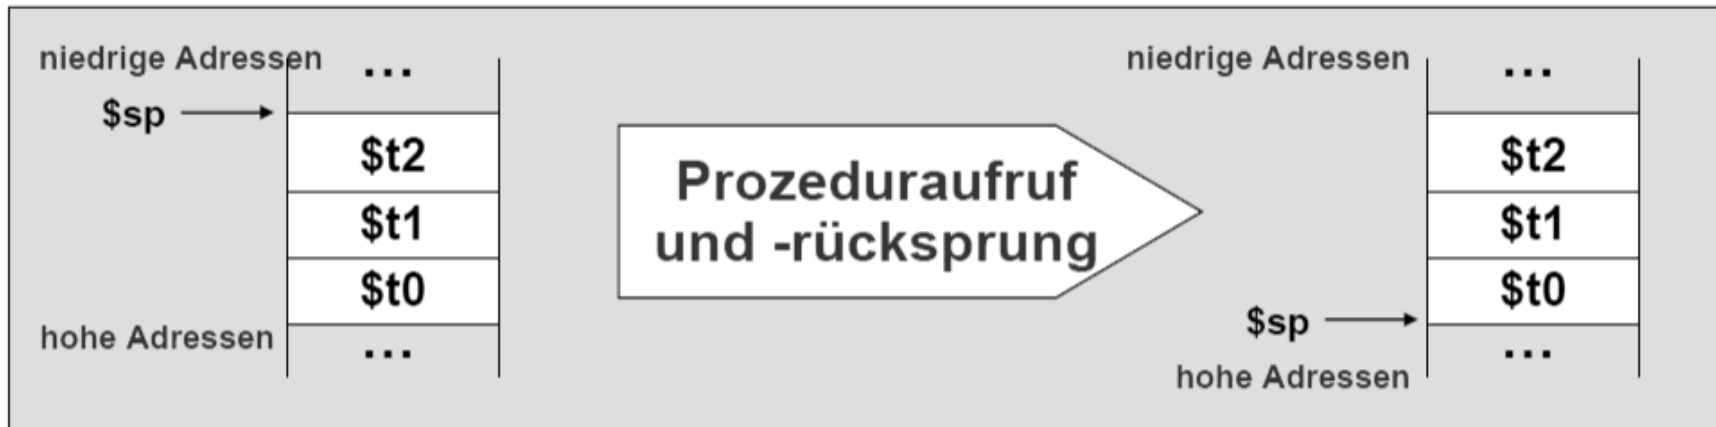 niedrige Adressen
...
$sp
$t2
$t1
$t0
hohe Adressen
...
Prozeduraufruf
und -rücksprung
niedrige Adressen
...
$t2
$t1
$t0
$sp
...
hohe Adressen